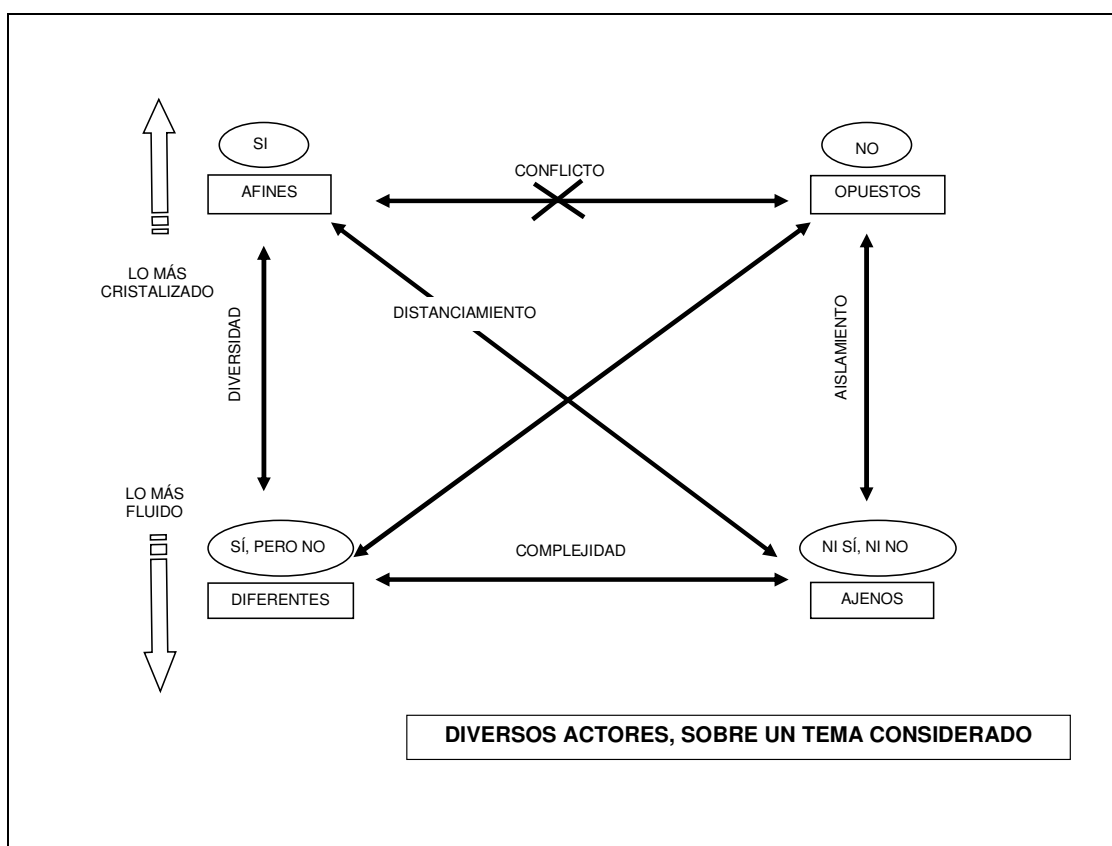 SI
NO
CONFLICTO
AFINES
OPUESTOS
LO MÁS
CRISTALIZADO
DISTANCIAMIENTO
DIVERSIDAD
AISLAMIENTO
LO MÁS
FLUIDO
SÍ, PERO NO
COMPLEJIDAD
NI SÍ, NI NO
DIFERENTES
AJENOS
DIVERSOS ACTORES, SOBRE UN TEMA CONSIDERADO